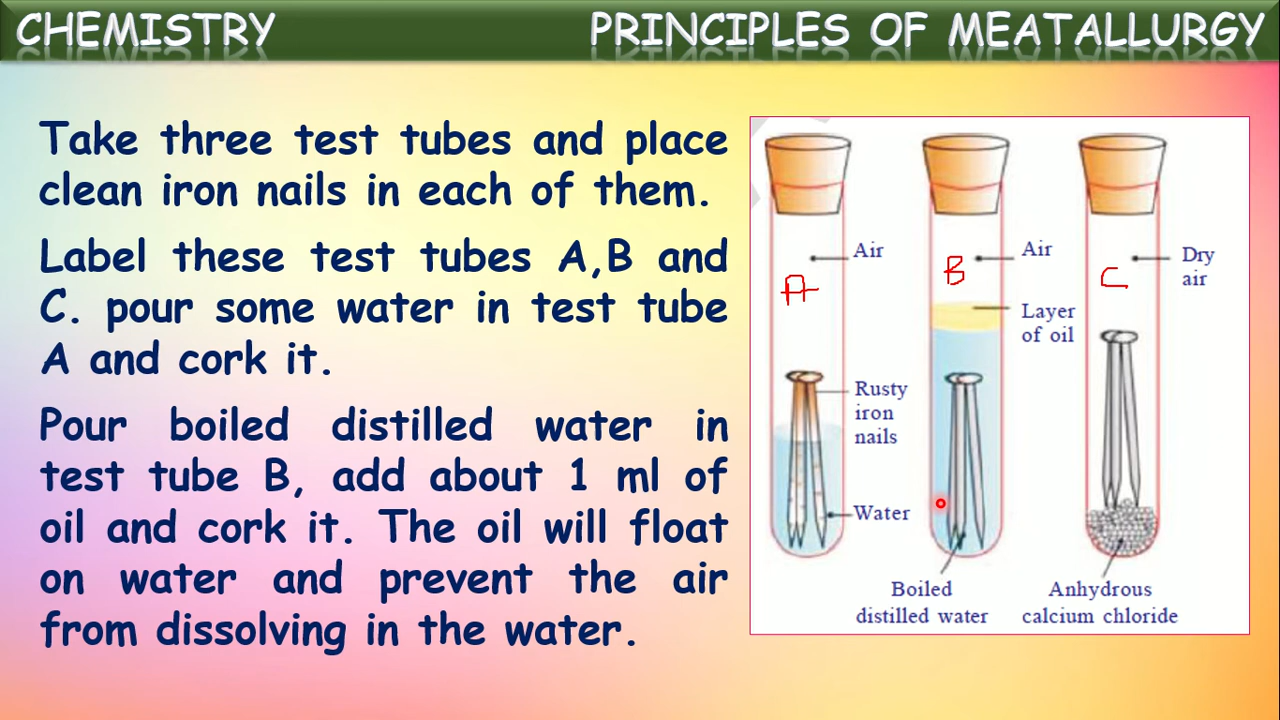 CHEMISTRY PRINCIPLES OF MEATALLURGY
Take three test tubes and place
clean iron nails in each of them.
Label these test tubes A,B and
C. pour some water in test tube
A and cork it.
Pour boiled distilled water in
test tube B, add about 1 ml of
oil and cork it. The oil will float
on water and prevent the air
from dissolving in the water.
Air
A
Rusty
iron
nails
Water
Air
B
Layer
of oil
Boiled
distilled water
Dry
air
C
Anhydrous
calcium chloride